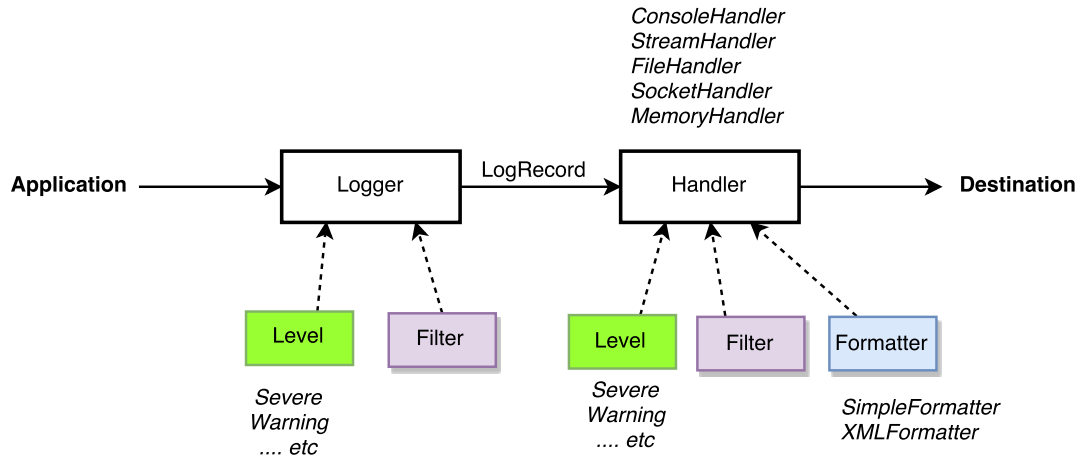 ConsoleHandler
StreamHandler
FileHandler
SocketHandler
MemoryHandler
Application
Logger
LogRecord
Handler
Destination
Level
Filter
Level
Filter
Formatter
Severe
Warning
.... etc
Severe
Warning
.... etc
SimpleFormatter
XMLFormatter